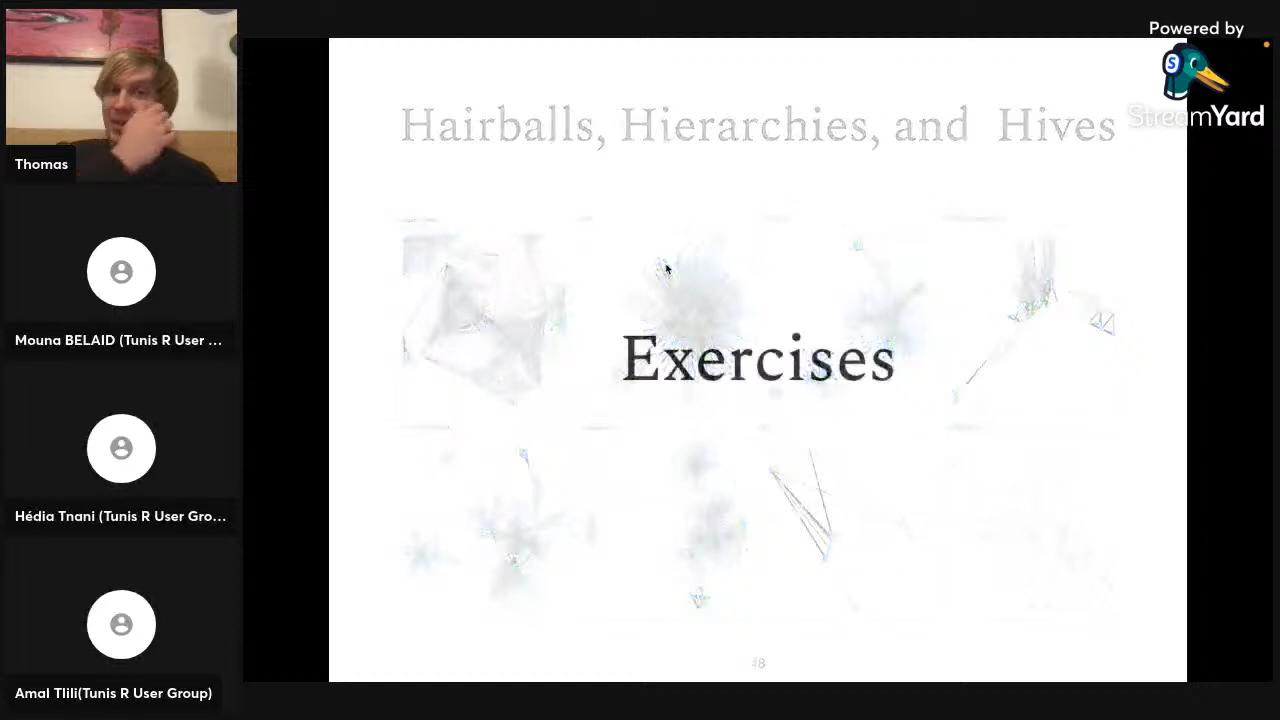 Powered by
StreamYard
Thomas
Hairballs, Hierarchies, and Hives
Exercises
Mouna BELAID (Tunis R User ...
Hédia Tnani (Tunis R User Gro...
Amal Tlili(Tunis R User Group)